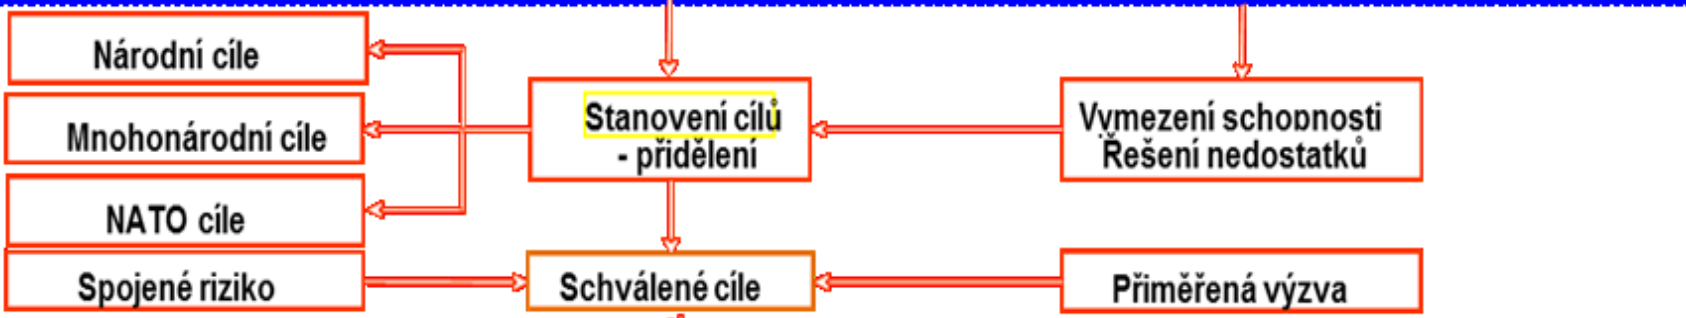 Národní cíle
Mnohonárodní cíle
NATO cíle
Spojené riziko
Stanovení cílů
- přidělení
Schválené cíle
Vymezení schopnosti
Řešení nedostatků
Přiměřená výzva